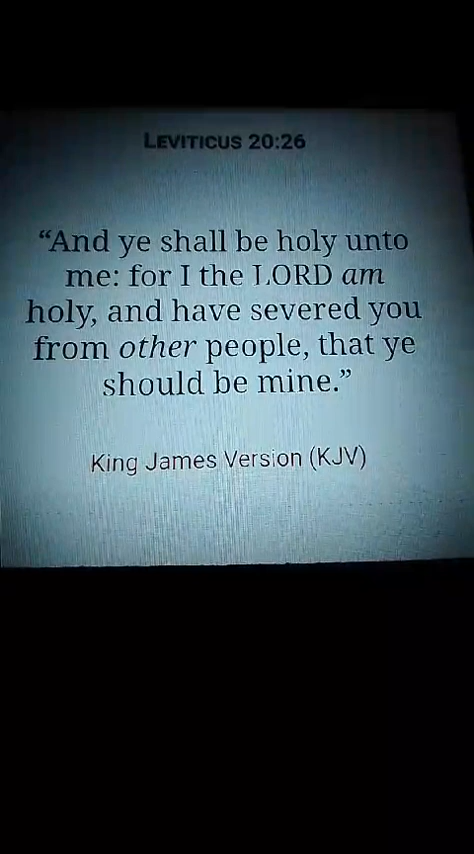 LEVITICUS 20:26
“And ye shall be holy unto
me: for I the LORD am
holy, and have severed you
from other people, that ye
should be mine.”
King James Version (KJV)